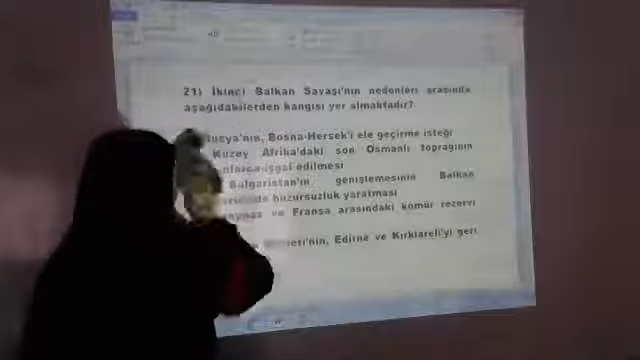 21) İkinci Balkan Savaşı'nın nedenleri arasında
aşağıdakilerden kangısı yer almaktadır?
Rusya'nın, Bosna-Hersek'i ele geçirme isteği
Kuzey Afrika'daki son Osmanlı toprağının
işgal edilmesi
Bulgaristan'ın genişlemesinin Balkan
huzursuzluk yaratması
ve Fransa arasındaki kömür rezervi
Edirne ve Kırklareli'yi geri